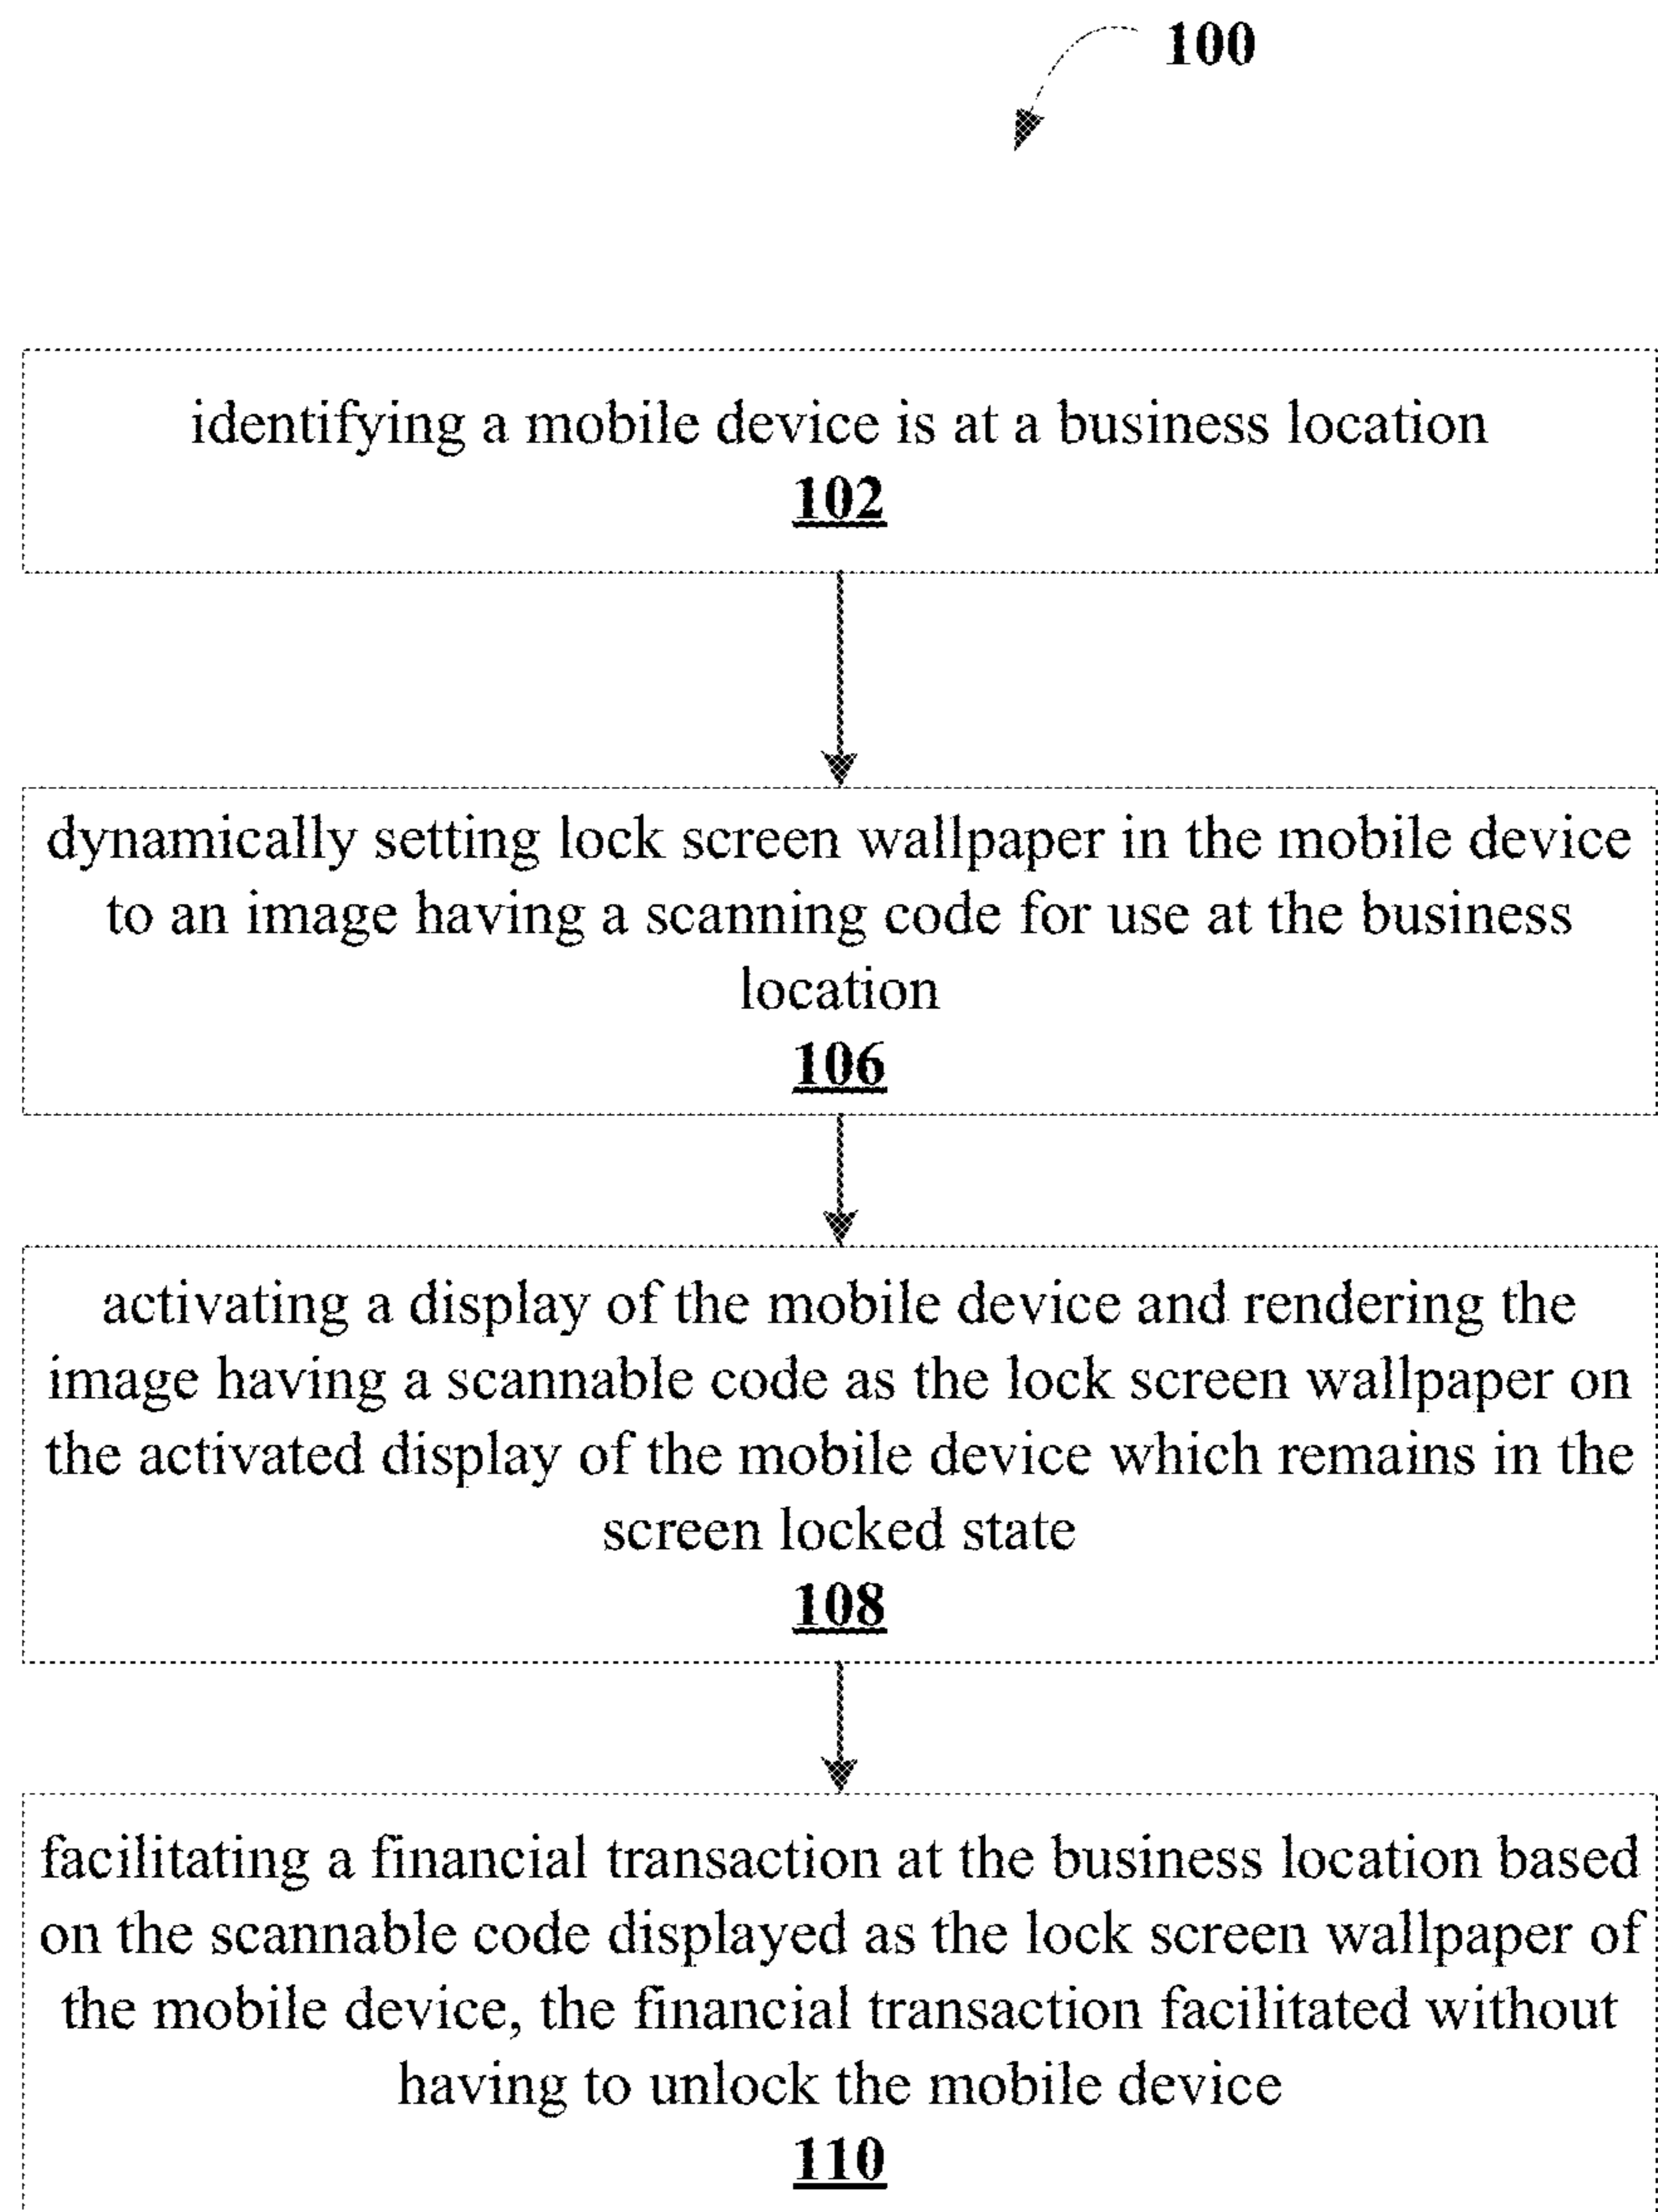 100
identifying a mobile device is at a business location
102
dynamically setting lock screen wallpaper in the mobile device
to an image having a scanning code for use at the business
location
106
activating a display of the mobile device and rendering the
image having a scannable code as the lock screen wallpaper on
the activated display of the mobile device which remains in the
screen locked state
108
facilitating a financial transaction at the business location based
on the scannable code displayed as the lock screen wallpaper of
the mobile device, the financial transaction facilitated without
having to unlock the mobile device
110